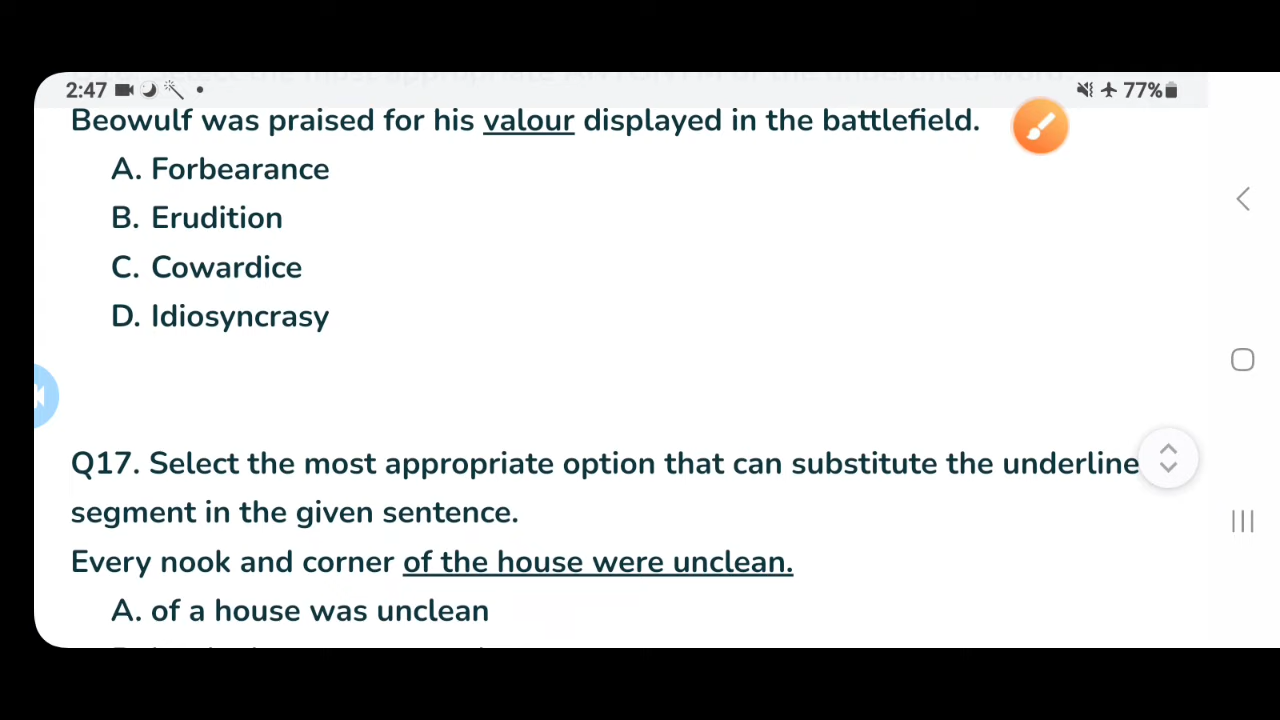 2:47
77%
Beowulf was praised for his valour displayed in the battlefield.
A. Forbearance
B. Erudition
C. Cowardice
D. Idiosyncrasy
Q17. Select the most appropriate option that can substitute the underline
segment in the given sentence.
Every nook and corner of the house were unclean.
A. of a house was unclean